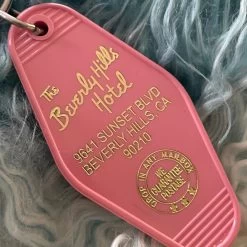 The
Beverly Hills
Hotel
9641 SUNSET BLVD
BEVERLY HILLS, CA
90210
DROP IN ANY MAILBOX
WE
GUARANTEE
POSTAGE